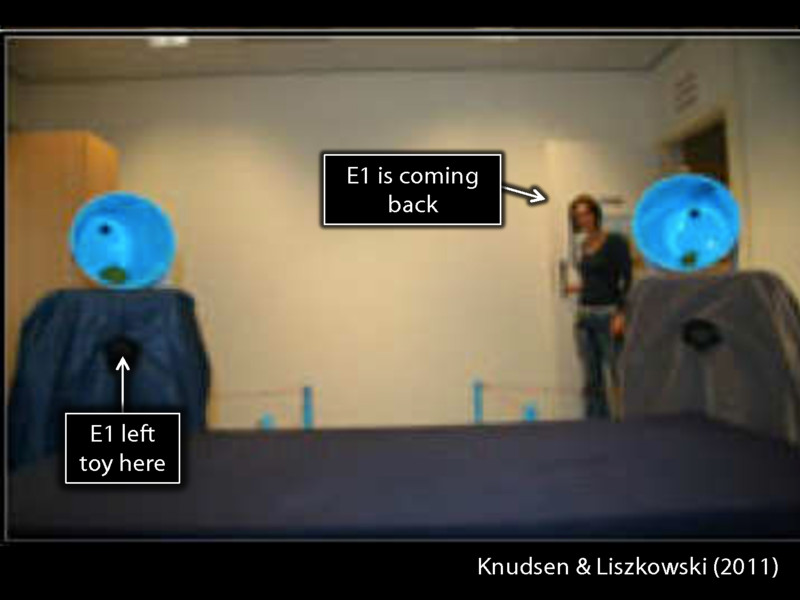 E1 is coming
back
E1 left
toy here
Knudsen & Liszkowski (2011)